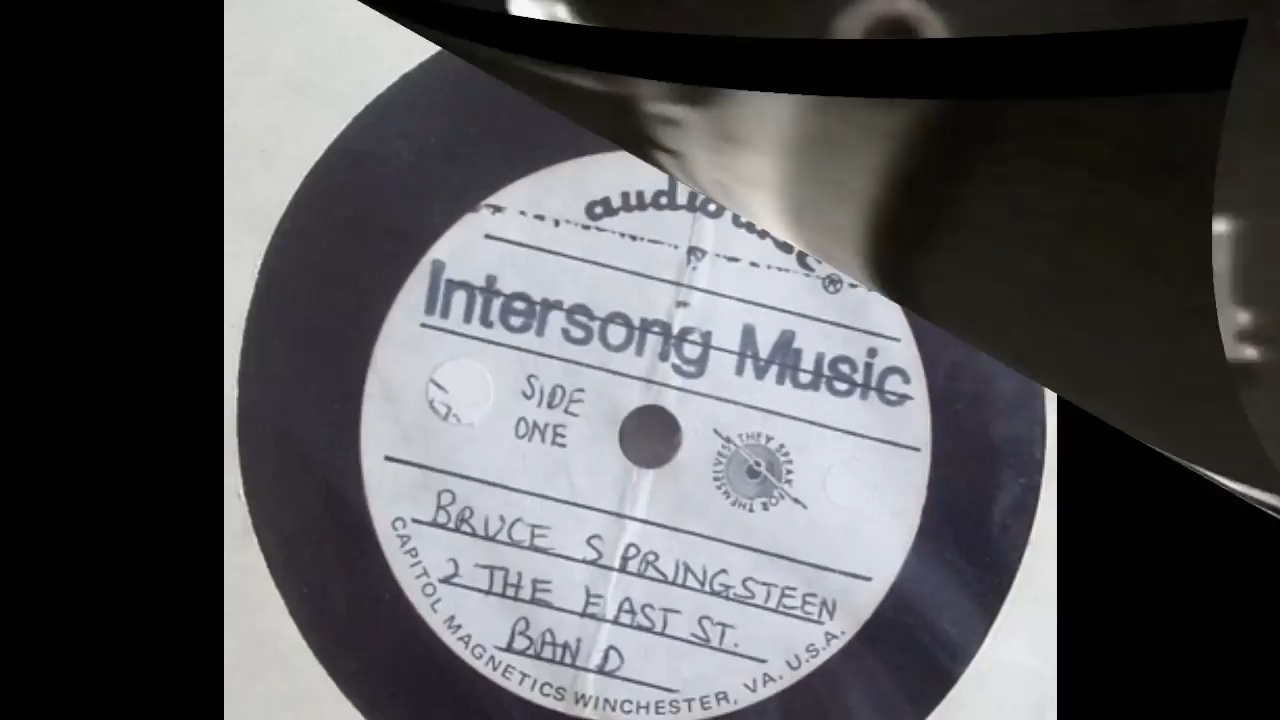 Intersong Music
SIDE
ONE
THEY SPEAK FOR THEMSELVES
BRUCE SPRINGSTEEN
2 THE EAST ST.
BAND
CAPITOL MAGNETICS WINCHESTER, VA. U.S.A.